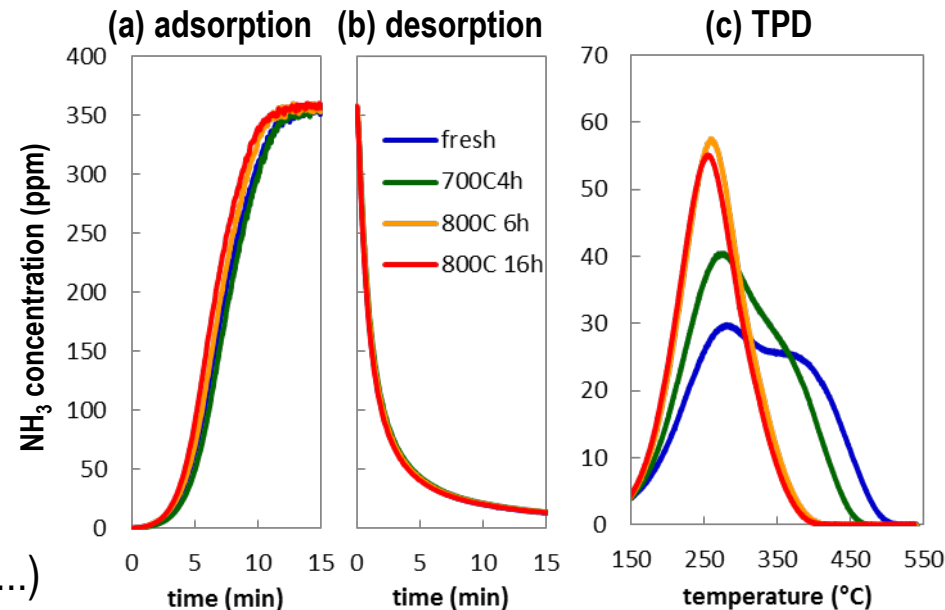 (a) adsorption (b) desorption (c) TPD
NH₃ concentration (ppm)
400
350
300
250
200
150
100
50
0
0 5 10 15
time (min)
fresh
700C4h
800C 6h
800C 16h
0 5 10 15
time (min)
70
60
50
40
30
20
10
0
150 250 350 450 550
temperature (°C)
...)